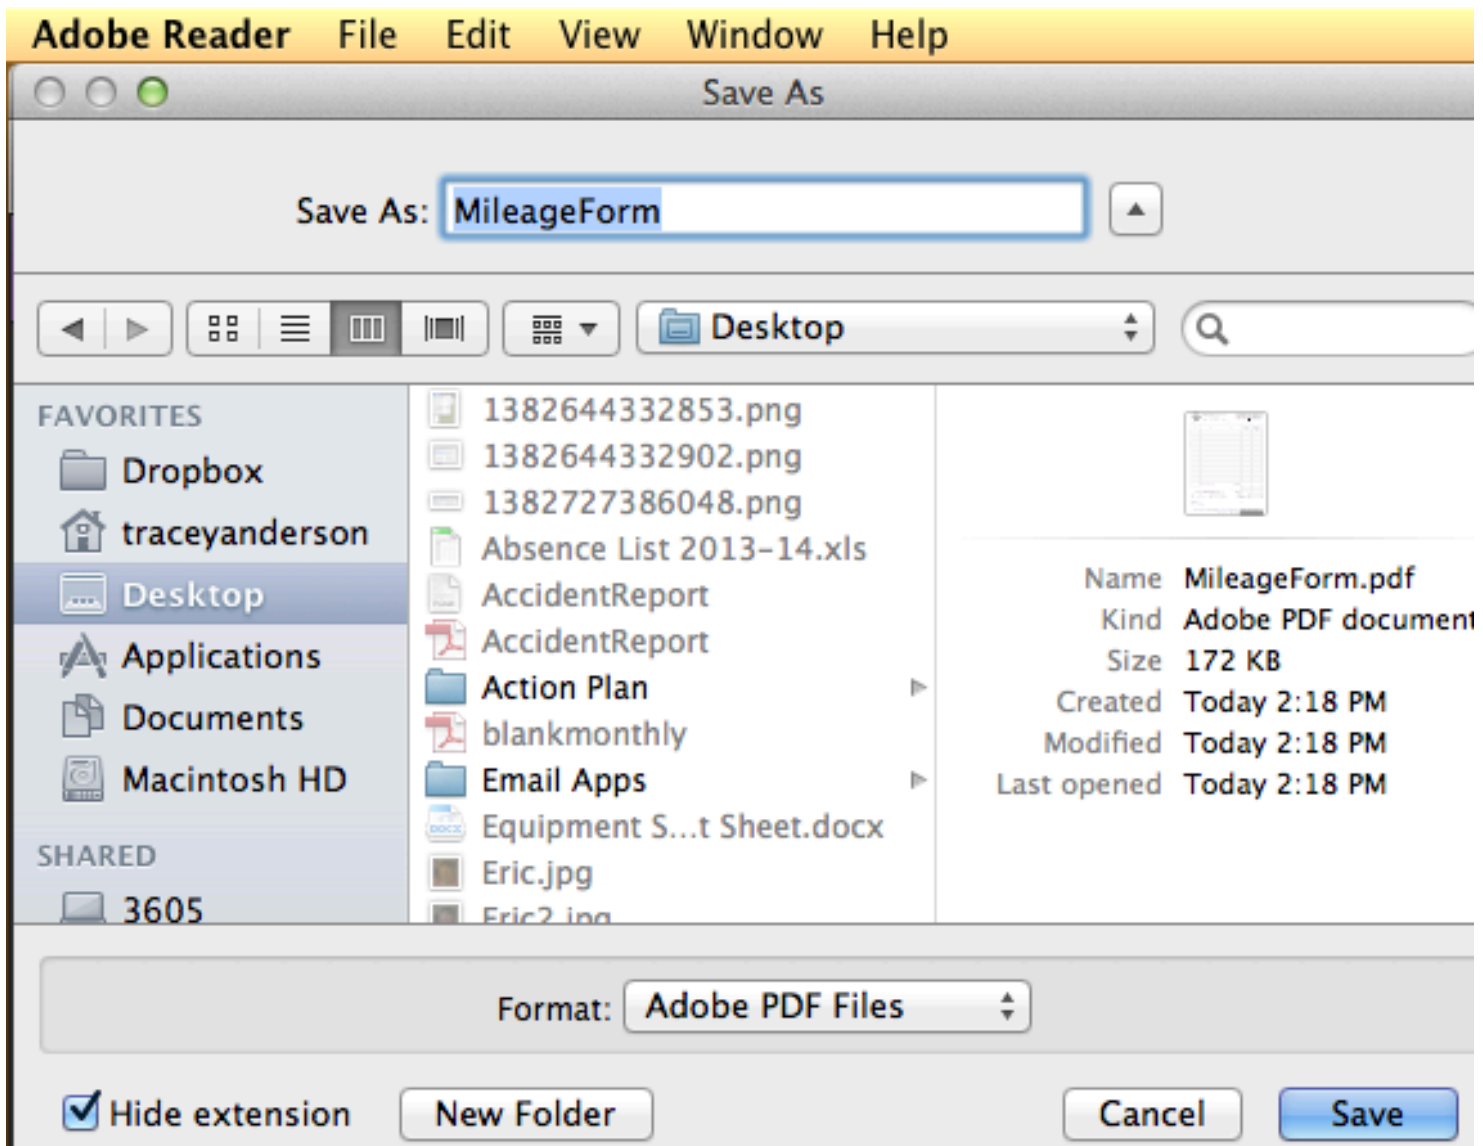 Adobe Reader File Edit View Window Help
Save As
Save As: MileageForm
Desktop
FAVORITES
Dropbox
traceyanderson
Desktop
Applications
Documents
Macintosh HD
SHARED
3605
1382644332853.png
1382644332902.png
1382727386048.png
Absence List 2013-14.xls
AccidentReport
AccidentReport
Action Plan
blankmonthly
Email Apps
Equipment S...t Sheet.docx
Eric.jpg
Eric2.jpg
Name MileageForm.pdf
Kind Adobe PDF document
Size 172 KB
Created Today 2:18 PM
Modified Today 2:18 PM
Last opened Today 2:18 PM
Format: Adobe PDF Files
Hide extension New Folder Cancel Save